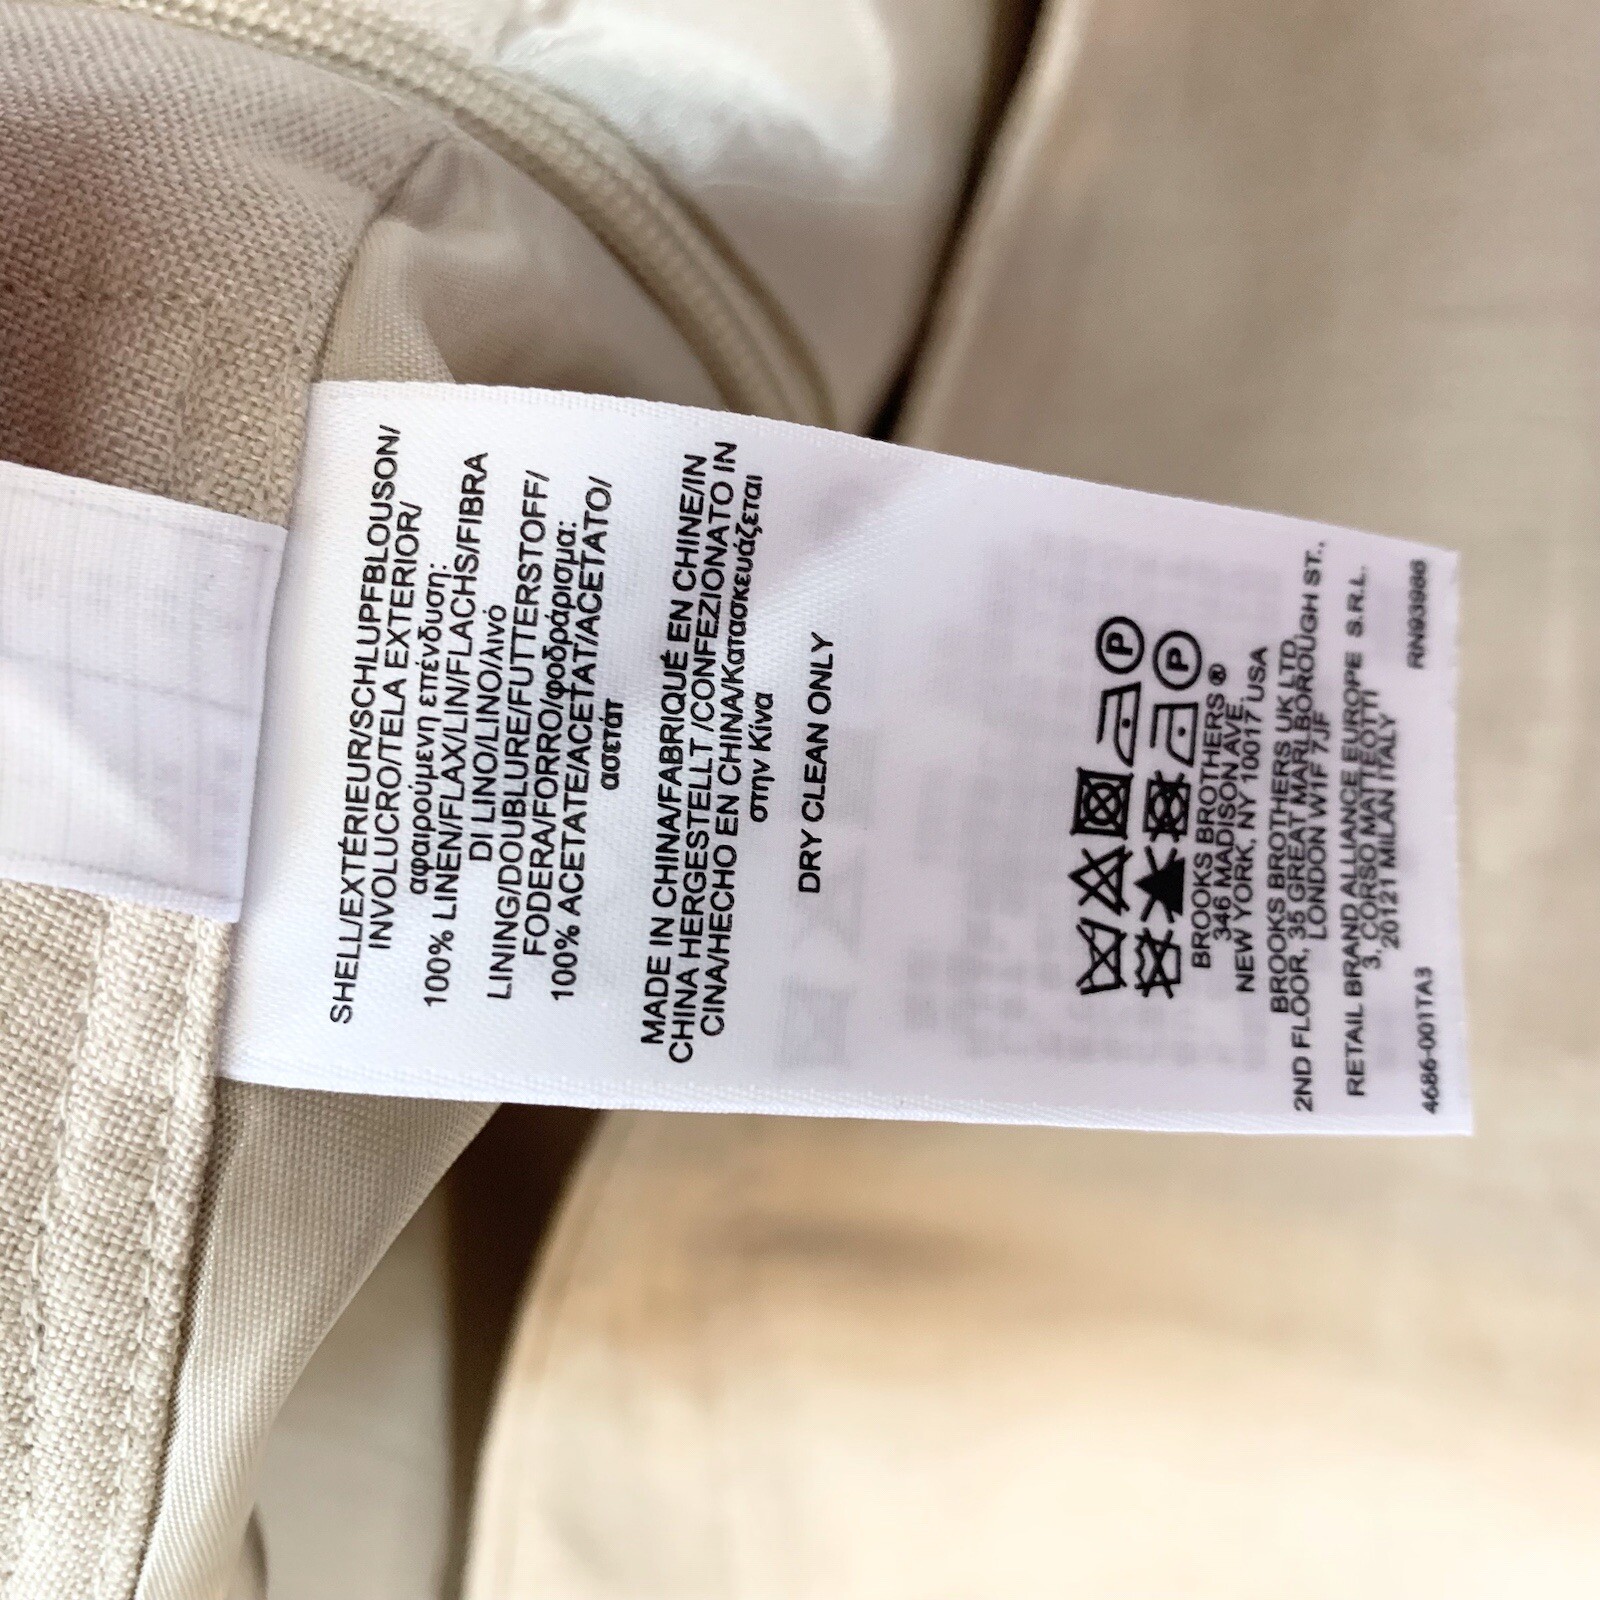 SHELL/EXTÉRIEUR/SCHLUPFBLOUSON/
INVOLUCRO/TELA EXTERIOR/
αφαιρούμενη επένδυση:
100% LINEN/FLAX/LIN/FLACHS/FIBRA
DI LINO/LINO/λινό
LINING/DOUBLURE/FUTTERSTOFF/
FODERA/FORRO/φοδράρισμα:
100% ACETATE/ACÉTAT/ACETATO/
ασετάτ
MADE IN CHINA/FABRIQUÉ EN CHINE/IN
CHINA HERGESTELLT /CONFEZIONATO IN
CINA/HECHO EN CHINA/Κατασκευάζεται
στην Κίνα
DRY CLEAN ONLY
P
P
BROOKS BROTHERS ®
346 MADISON AVE.
NEW YORK, NY 10017 USA
BROOKS BROTHERS UK LTD.
2ND FLOOR, 35 GREAT MARLBOROUGH ST.,
LONDON W1F 7JF
RETAIL BRAND ALLIANCE EUROPE S.R.L.
3, CORSO MATTEOTTI
20121 MILAN ITALY
4686-001TA3 RN93986